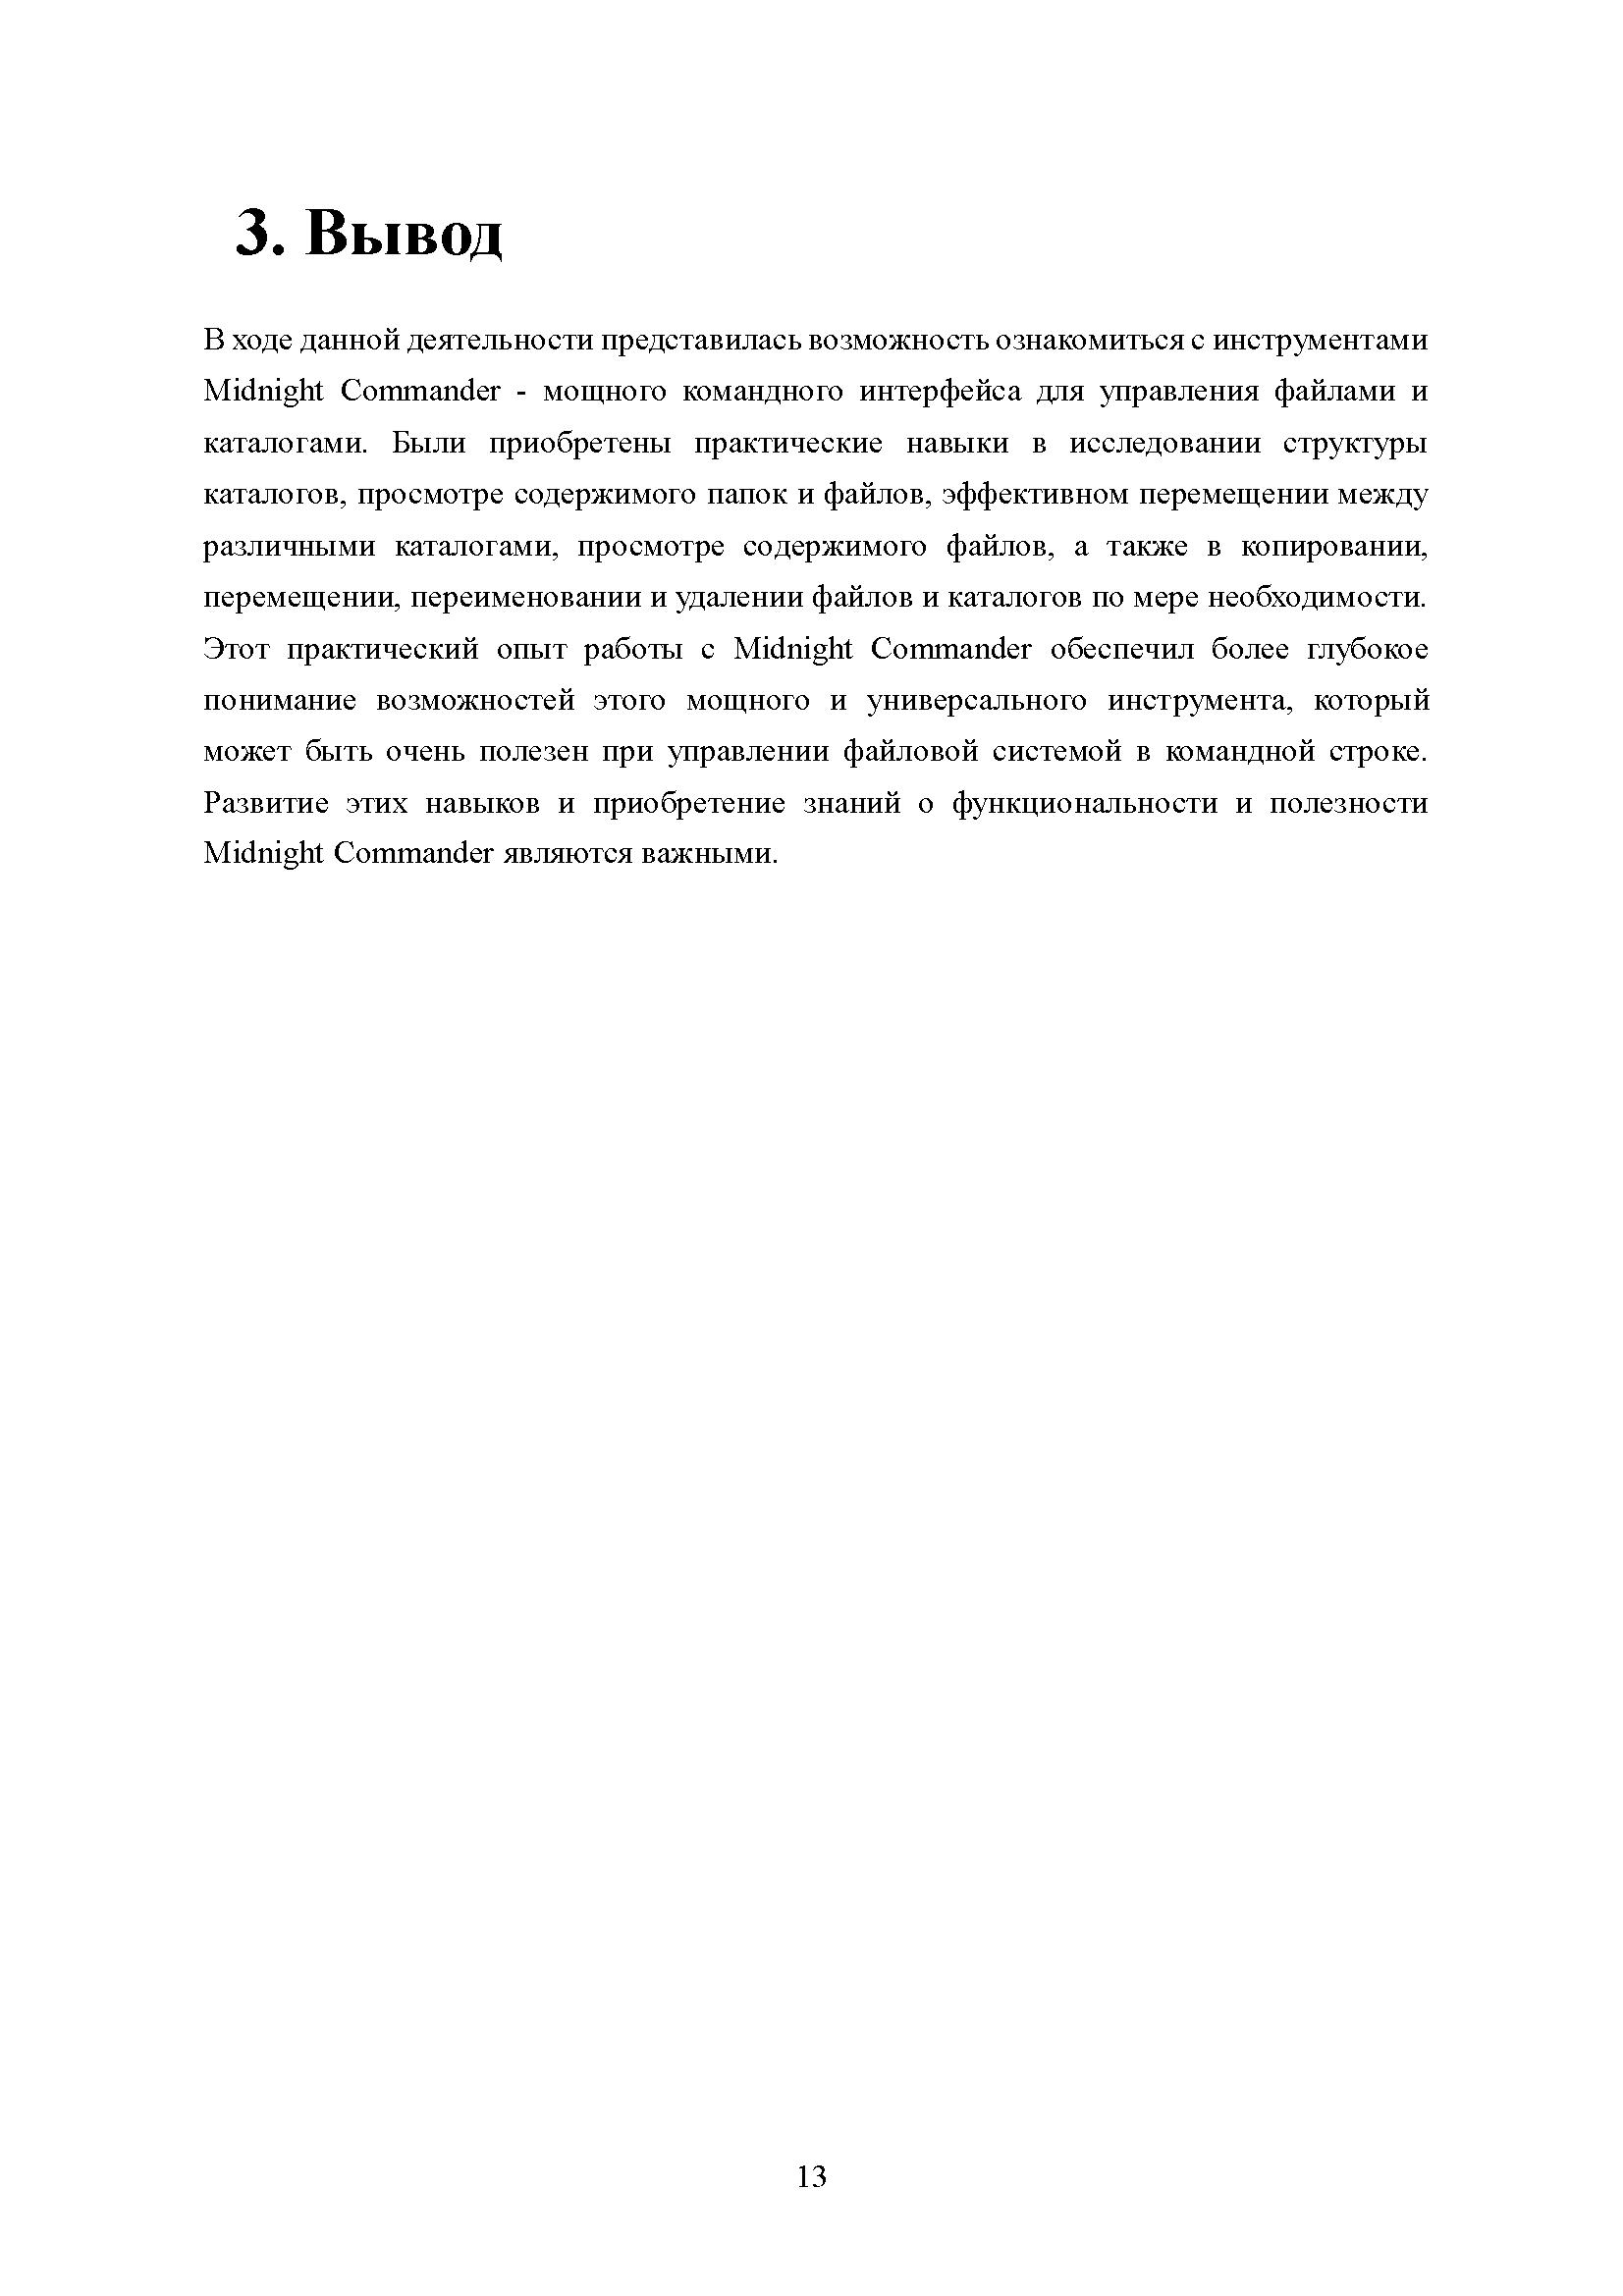 3. Вывод
В ходе данной деятельности представилась возможность ознакомиться с инструментами
Midnight Commander - мощного командного интерфейса для управления файлами и
каталогами. Были приобретены практические навыки в исследовании структуры
каталогов, просмотре содержимого папок и файлов, эффективном перемещении между
различными каталогами, просмотре содержимого файлов, а также в копировании,
перемещении, переименовании и удалении файлов и каталогов по мере необходимости.
Этот практический опыт работы с Midnight Commander обеспечил более глубокое
понимание возможностей этого мощного и универсального инструмента, который
может быть очень полезен при управлении файловой системой в командной строке.
Развитие этих навыков и приобретение знаний о функциональности и полезности
Midnight Commander являются важными.
13